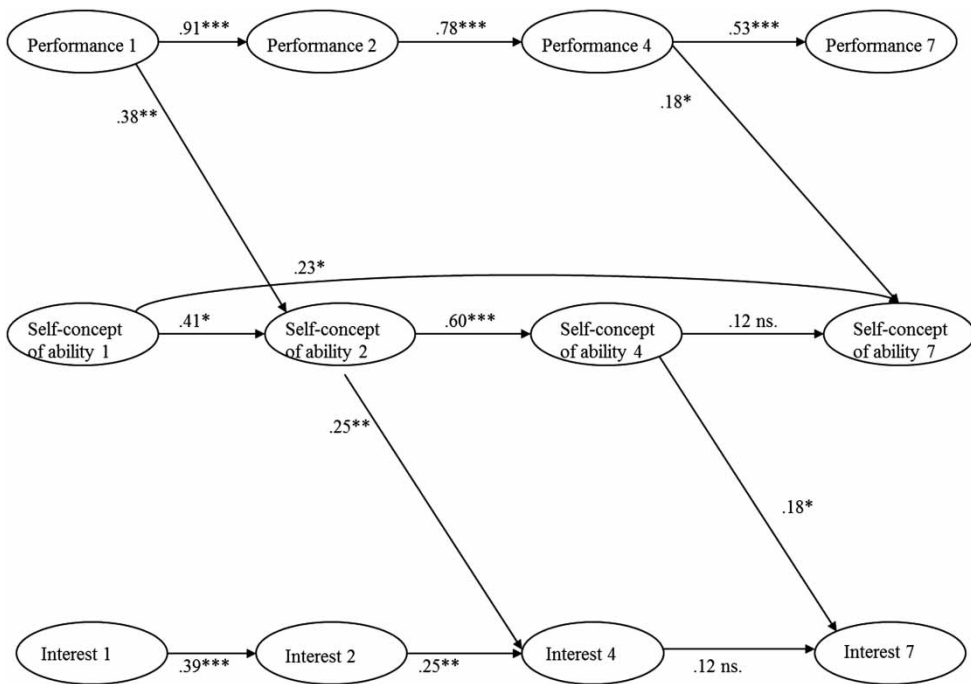 Performance 1
.91***
Performance 2
.78***
Performance 4
.53***
Performance 7
.38**
.18*
.23*
Self-concept
of ability 1
.41*
Self-concept
of ability 2
.60***
Self-concept
of ability 4
.12 ns.
Self-concept
of ability 7
.25**
.18*
Interest 1
.39***
Interest 2
.25**
Interest 4
.12 ns.
Interest 7